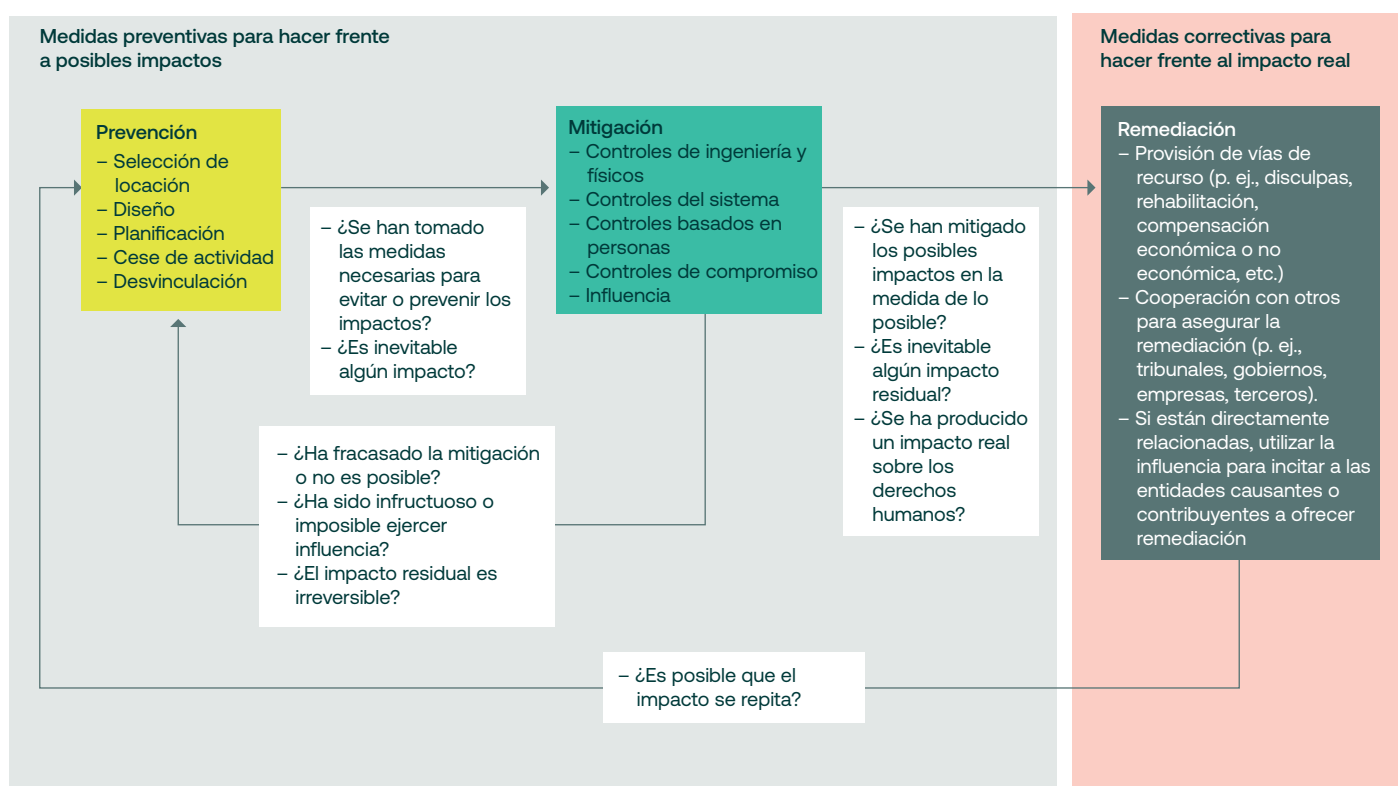 Medidas preventivas para hacer frente
a posibles impactos
Prevención
– Selección de
locación
– Diseño
– Planificación
– Cese de actividad
– Desvinculación
– ¿Se han tomado
las medidas
necesarias para
evitar o prevenir los
impactos?
– ¿Es inevitable
algún impacto?
Mitigación
– Controles de ingeniería y
físicos
– Controles del sistema
– Controles basados en
personas
– Controles de compromiso
– Influencia
– ¿Ha fracasado la mitigación
o no es posible?
– ¿Ha sido infructuoso o
imposible ejercer
influencia?
– ¿El impacto residual es
irreversible?
– ¿Se han mitigado
los posibles
impactos en la
medida de lo
posible?
– ¿Es inevitable
algún impacto
residual?
– ¿Se ha producido
un impacto real
sobre los
derechos
humanos?
– ¿Es posible que el
impacto se repita?
Medidas correctivas para
hacer frente al impacto real
Remediación
– Provisión de vías de
recurso (p. ej., disculpas,
rehabilitación,
compensación
económica o no
económica, etc.)
– Cooperación con otros
para asegurar la
remediación (p. ej.,
tribunales, gobiernos,
empresas, terceros).
– Si están directamente
relacionadas, utilizar la
influencia para incitar a las
entidades causantes o
contribuyentes a ofrecer
remediación